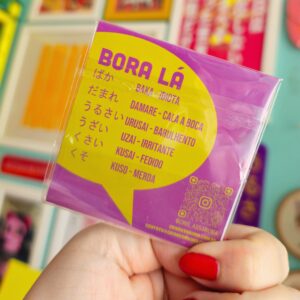 BORA LÁ
ばか BAKA - IDIOTA
だまれ DAMARE - CALA A BOCA
うるさい URUSAI - BARULHENTO
うざい UZAI - IRRITANTE
くさい KUSAI - FEDIDO
くそ KUSO - MERDA